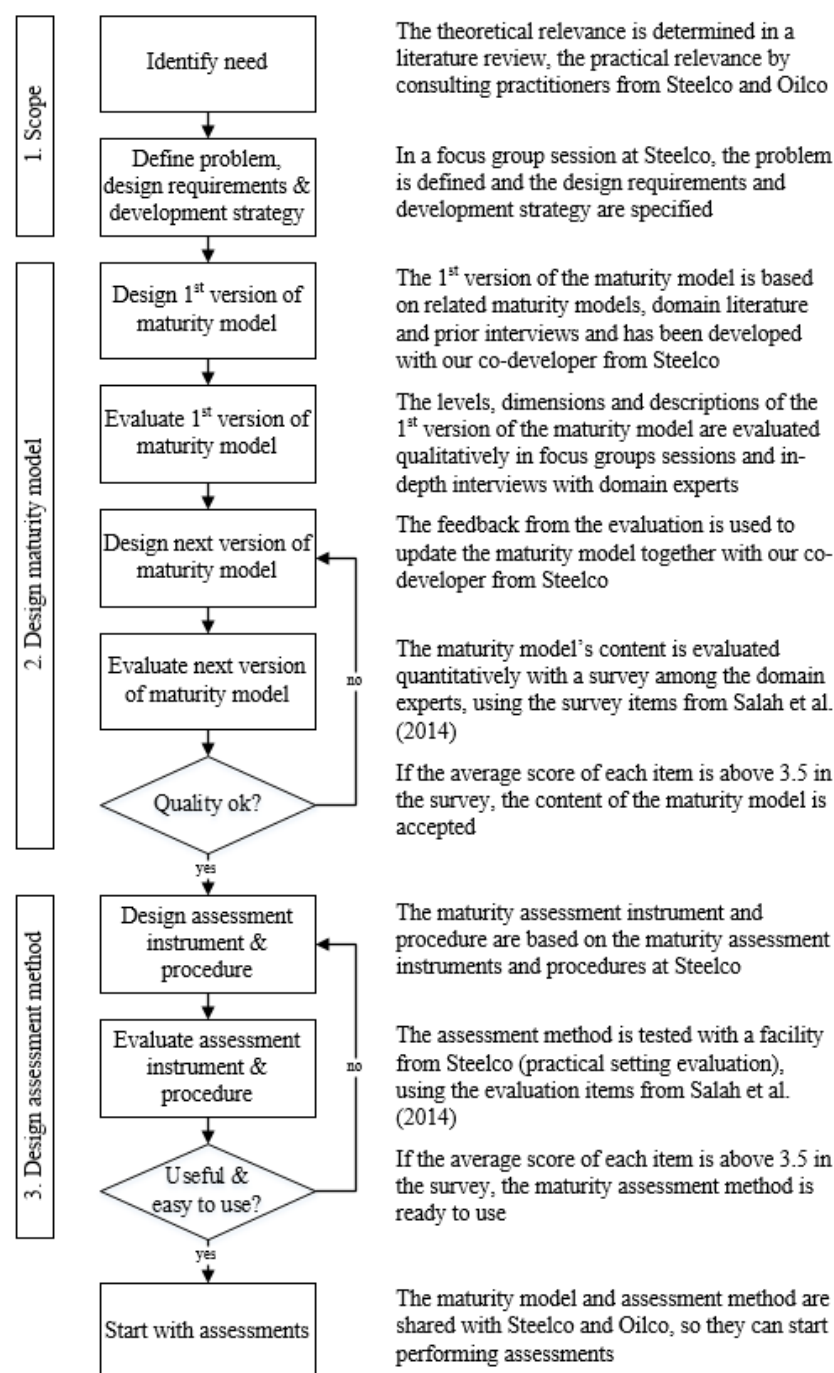 1. Scope
Identify need
The theoretical relevance is determined in a
literature review, the practical relevance by
consulting practitioners from Steelco and Oilco
Define problem,
design requirements &
development strategy
In a focus group session at Steelco, the problem
is defined and the design requirements and
development strategy are specified
2. Design maturity model
Design 1st version of
maturity model
The 1st version of the maturity model is based
on related maturity models, domain literature
and prior interviews and has been developed
with our co-developer from Steelco
Evaluate 1st version of
maturity model
The levels, dimensions and descriptions of the
1st version of the maturity model are evaluated
qualitatively in focus groups sessions and in-
depth interviews with domain experts
Design next version of
maturity model
The feedback from the evaluation is used to
update the maturity model together with our co-
developer from Steelco
Evaluate next version
of maturity model
no
The maturity model's content is evaluated
quantitatively with a survey among the domain
experts, using the survey items from Salah et al.
(2014)
Quality ok?
If the average score of each item is above 3.5 in
the survey, the content of the maturity model is
accepted
yes
3. Design assessment method
Design assessment
instrument &
procedure
The maturity assessment instrument and
procedure are based on the maturity assessment
instruments and procedures at Steelco
Evaluate assessment
instrument &
procedure
no
The assessment method is tested with a facility
from Steelco (practical setting evaluation),
using the evaluation items from Salah et al.
(2014)
Useful &
easy to use?
If the average score of each item is above 3.5 in
the survey, the maturity assessment method is
ready to use
yes
Start with assessments
The maturity model and assessment method are
shared with Steelco and Oilco, so they can start
performing assessments